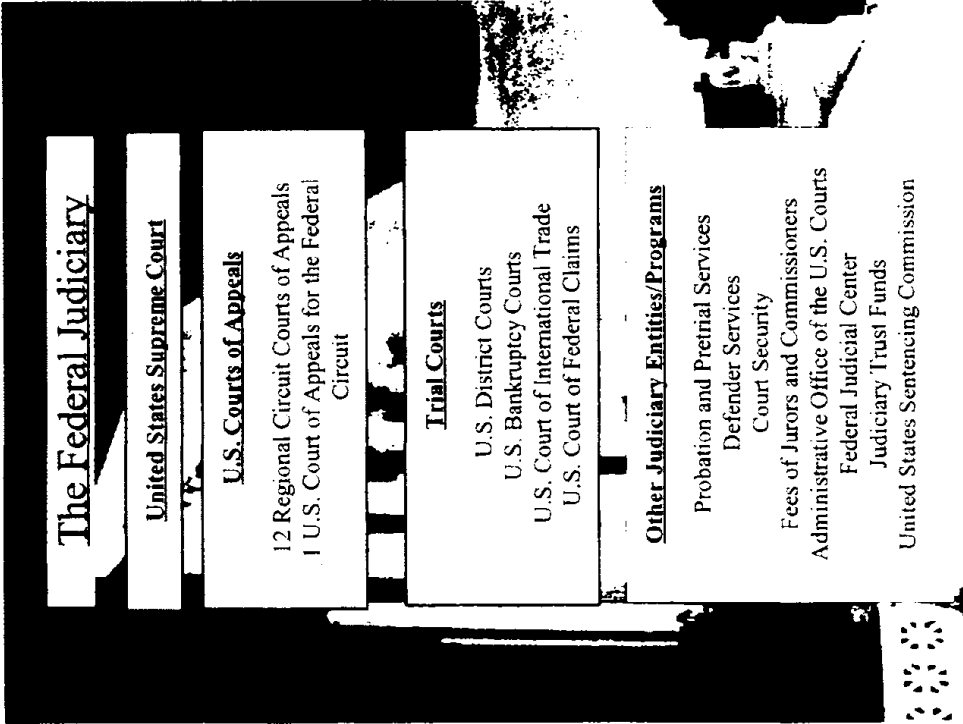 The Federal Judiciary
United States Supreme Court
U.S. Courts of Appeals
12 Regional Circuit Courts of Appeals
1 U.S. Court of Appeals for the Federal
Circuit
Trial Courts
U.S. District Courts
U.S. Bankruptcy Courts
U.S. Court of International Trade
U.S. Court of Federal Claims
Other Judiciary Entities/Programs
Probation and Pretrial Services
Defender Services
Court Security
Fees of Jurors and Commissioners
Administrative Office of the U.S. Courts
Federal Judicial Center
Judiciary Trust Funds
United States Sentencing Commission